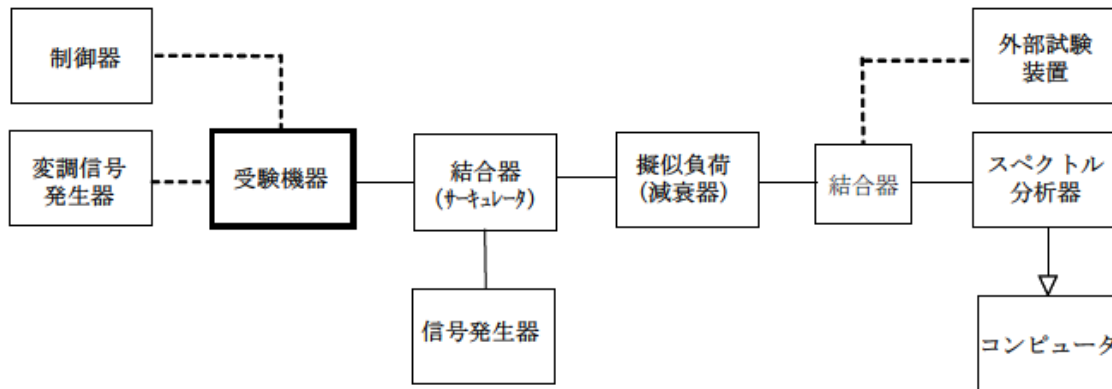 制御器
外部試験
装置
変調信号
発生器
受験機器
結合器
(ｻｰｷｭﾚｰﾀ)
擬似負荷
(減衰器)
結合器
スペクトル
分析器
信号発生器
コンピュータ